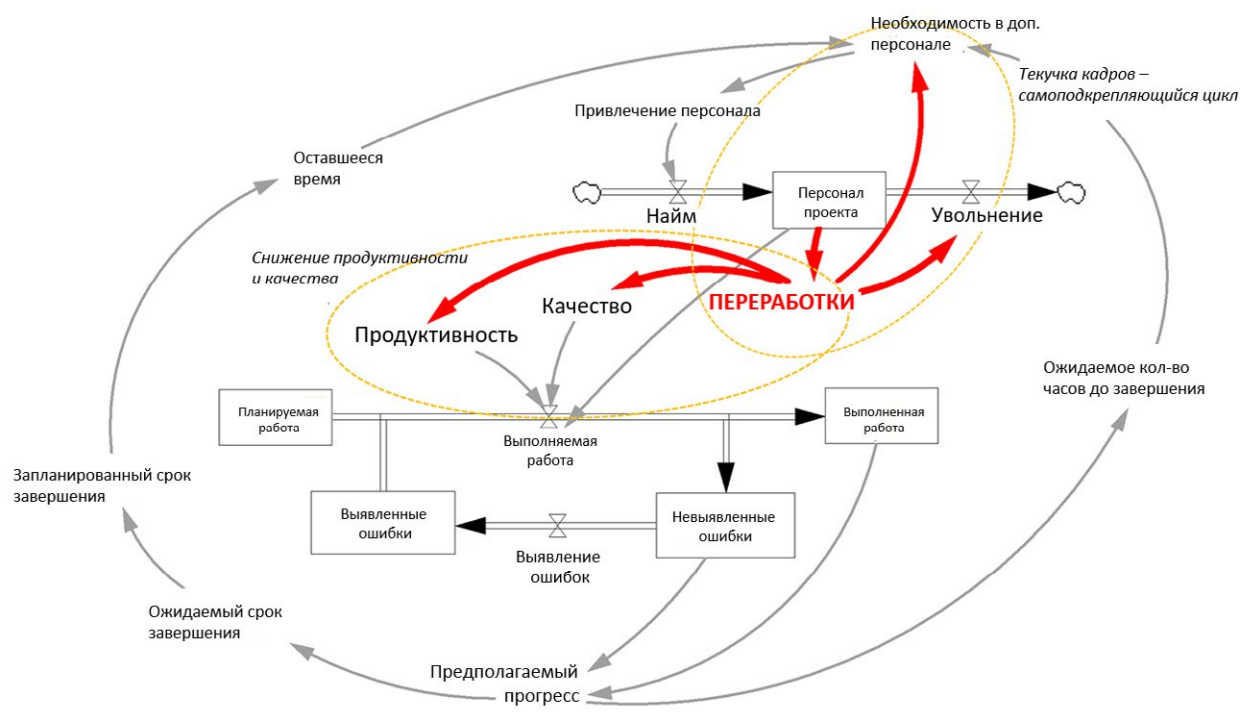 Необходимость в доп.
персонале
Текучка кадров –
самоподкрепляющийся цикл
Привлечение персонала
Оставшееся
время
Персонал
проекта
Найм
Увольнение
Снижение продуктивности
и качества
ПЕРЕРАБОТКИ
Качество
Продуктивность
Ожидаемое кол-во
часов до завершения
Планируемая
работа
Выполненная
работа
Выполняемая
работа
Запланированный срок
завершения
Выявленные
ошибки
Невыявленные
ошибки
Выявление
ошибок
Ожидаемый срок
завершения
Предполагаемый
прогресс